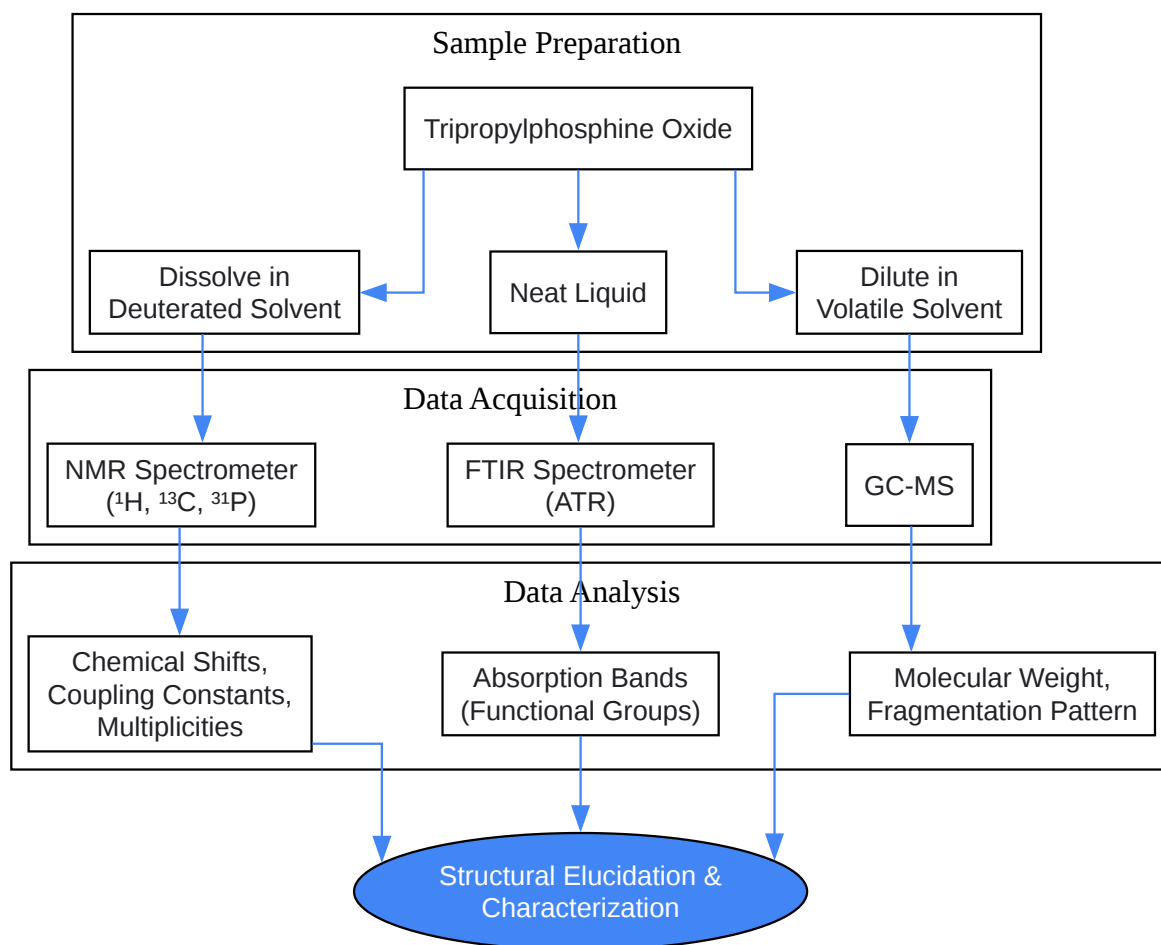 Sample Preparation
Tripropylphosphine Oxide
Dissolve in
Deuterated Solvent
Neat Liquid
Dilute in
Volatile Solvent
Data Acquisition
NMR Spectrometer
(¹H, ¹³C, ³¹P)
FTIR Spectrometer
(ATR)
GC-MS
Data Analysis
Chemical Shifts,
Coupling Constants,
Multiplicities
Absorption Bands
(Functional Groups)
Molecular Weight,
Fragmentation Pattern
Structural Elucidation &
Characterization